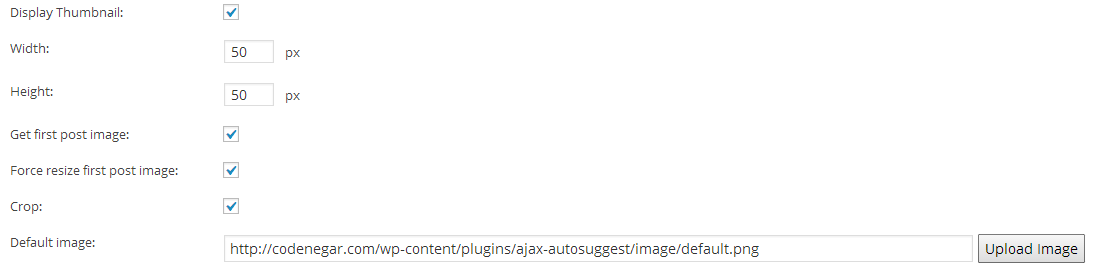 Display Thumbnail:
Width: 50 px
Height: 50 px
Get first post image:
Force resize first post image:
Crop:
Default image: http://codenegar.com/wp-content/plugins/ajax-autosuggest/image/default.png Upload Image